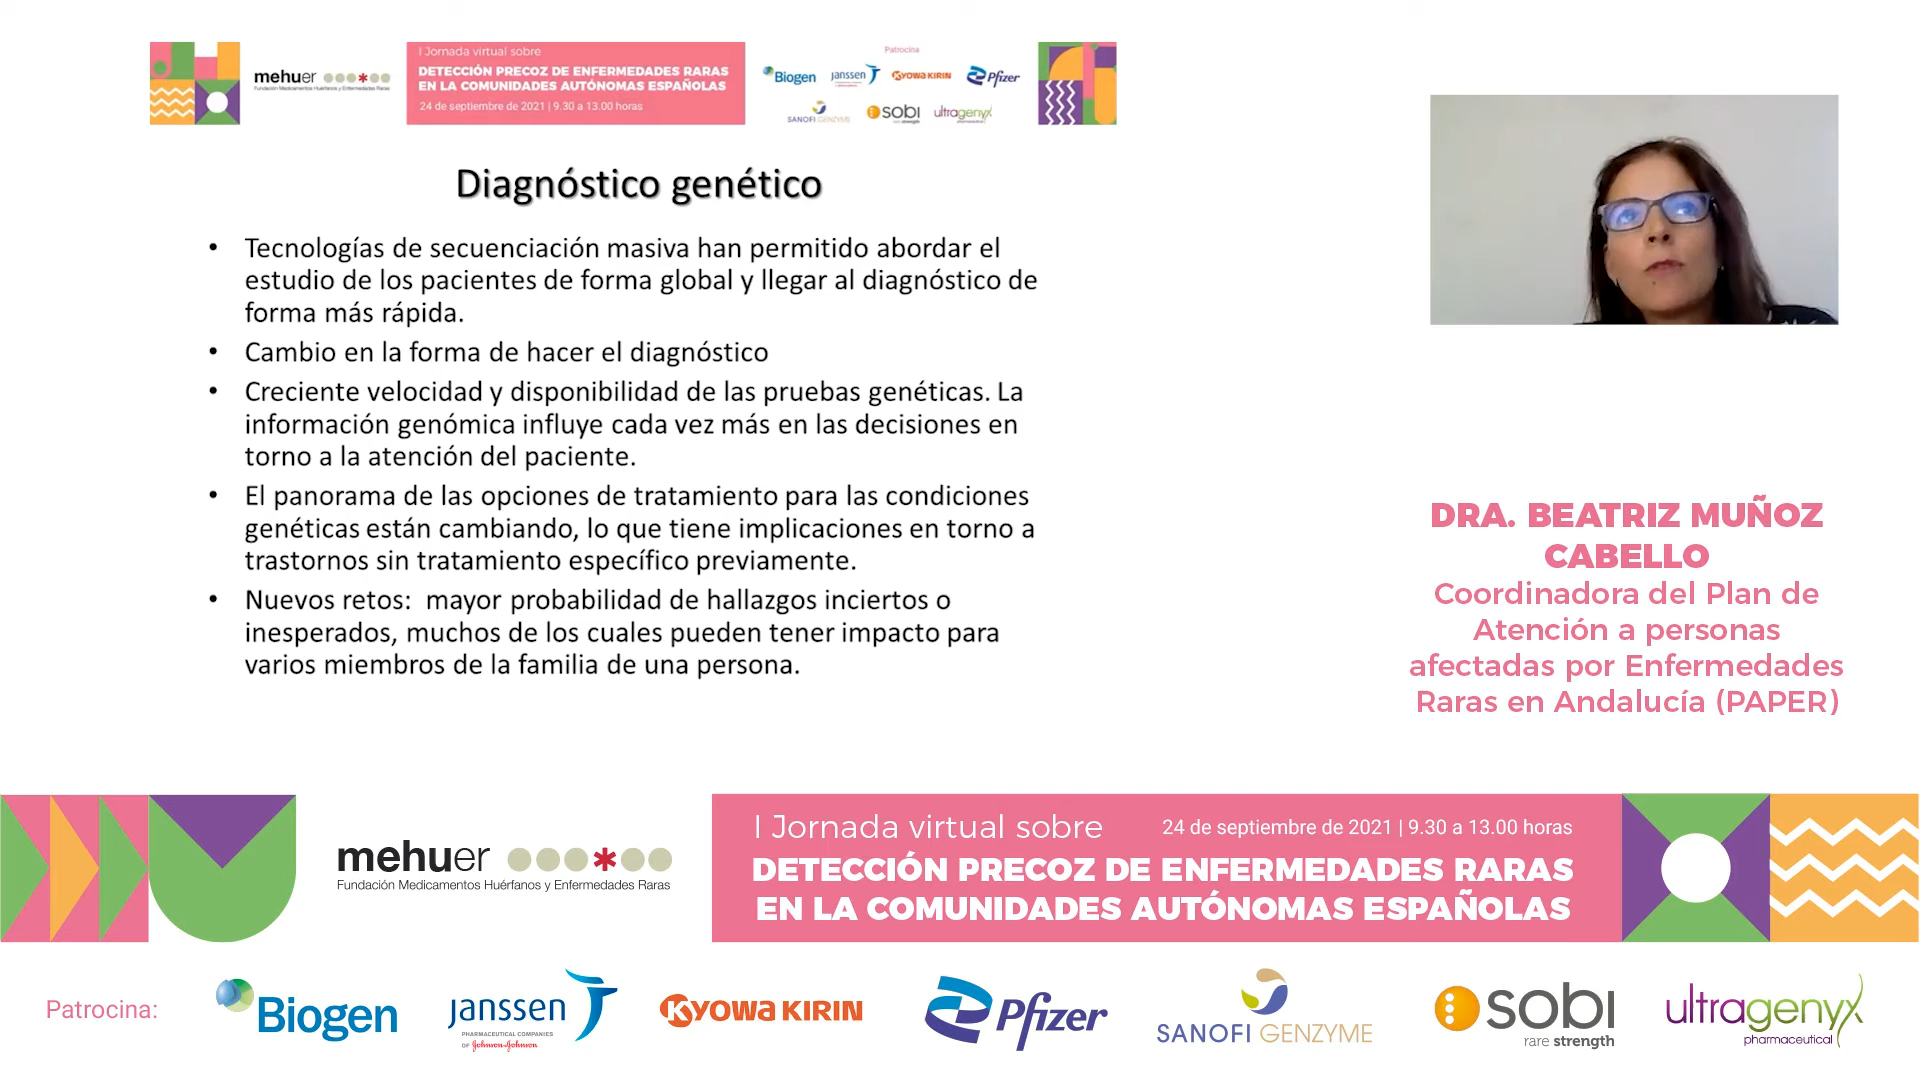 I Jornada virtual sobre
DETECCIÓN PRECOZ DE ENFERMEDADES RARAS
EN LA COMUNIDADES AUTÓNOMAS ESPAÑOLAS
24 de septiembre de 2021 | 9.30 a 13.00 horas
mehuer
Fundación Medicamentos Huérfanos y Enfermedades Raras
Patrocina
Biogen
janssen
KYOWA KIRIN
Pfizer
SANOFI GENZYME
sobi
rare strength
ultragenyx
pharmaceutical
Diagnóstico genético
• Tecnologías de secuenciación masiva han permitido abordar el
estudio de los pacientes de forma global y llegar al diagnóstico de
forma más rápida.
• Cambio en la forma de hacer el diagnóstico
• Creciente velocidad y disponibilidad de las pruebas genéticas. La
información genómica influye cada vez más en las decisiones en
torno a la atención del paciente.
• El panorama de las opciones de tratamiento para las condiciones
genéticas están cambiando, lo que tiene implicaciones en torno a
trastornos sin tratamiento específico previamente.
• Nuevos retos:  mayor probabilidad de hallazgos inciertos o
inesperados, muchos de los cuales pueden tener impacto para
varios miembros de la familia de una persona.
DRA. BEATRIZ MUÑOZ
CABELLO
Coordinadora del Plan de
Atención a personas
afectadas por Enfermedades
Raras en Andalucía (PAPER)
mehuer
Fundación Medicamentos Huérfanos y Enfermedades Raras
I Jornada virtual sobre
24 de septiembre de 2021 | 9.30 a 13.00 horas
DETECCIÓN PRECOZ DE ENFERMEDADES RARAS
EN LA COMUNIDADES AUTÓNOMAS ESPAÑOLAS
Patrocina:
Biogen
janssen
PHARMACEUTICAL COMPANIES
OF Johnson & Johnson
KYOWA KIRIN
Pfizer
SANOFI GENZYME
sobi
rare strength
ultragenyx
pharmaceutical